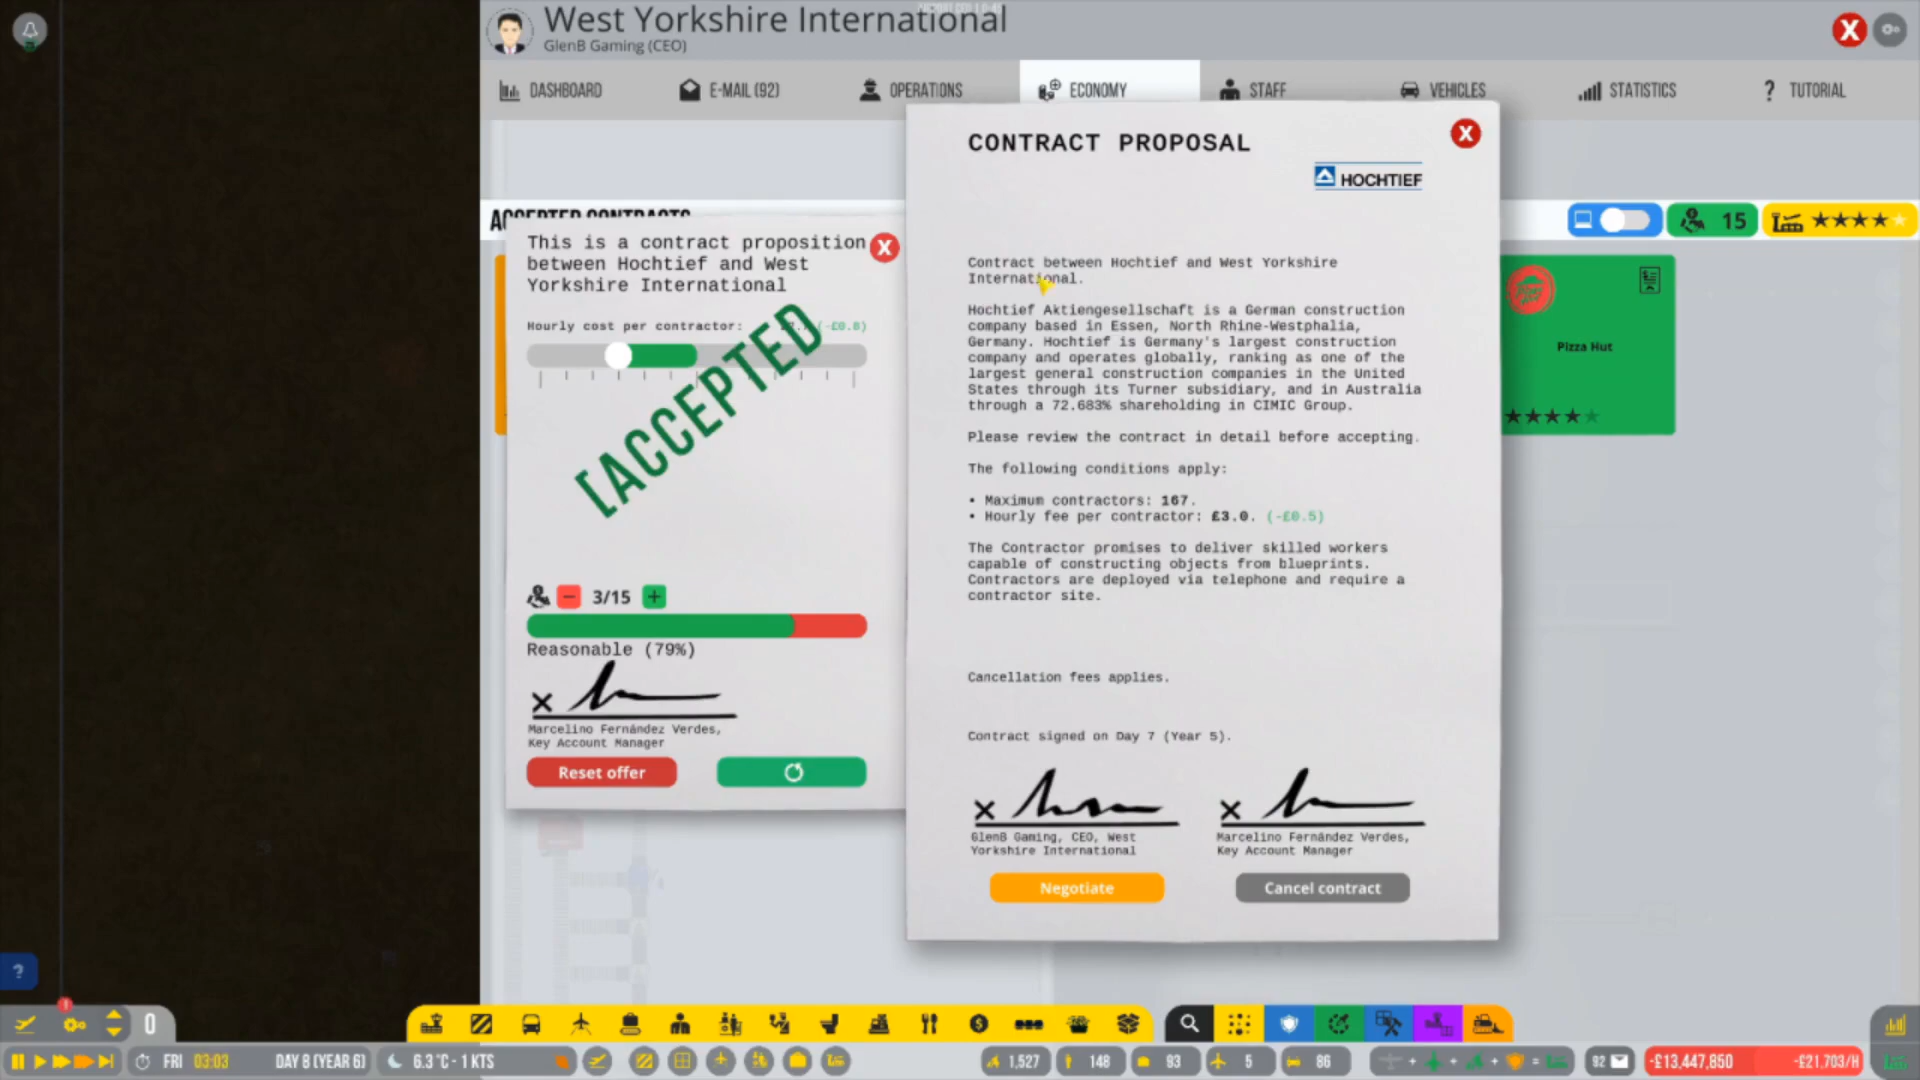 West Yorkshire International
GlenB Gaming (CEO)
DASHBOARD
E-MAIL (92)
OPERATIONS
ECONOMY
STAFF
VEHICLES
STATISTICS
? TUTORIAL
ACCEPTED CONTRACTS
15
This is a contract proposition
between Hochtief and West
Yorkshire International
Hourly cost per contractor:
(-£0.8)
[ACCEPTED
3/15
Reasonable (79%)
Marcelino Fernández Verdes,
Key Account Manager
Reset offer
CONTRACT PROPOSAL
HOCHTIEF
Contract between Hochtief and West Yorkshire
International.
Hochtief Aktiengesellschaft is a German construction
company based in Essen, North Rhine-Westphalia,
Germany. Hochtief is Germany's largest construction
company and operates globally, ranking as one of the
largest general construction companies in the United
States through its Turner subsidiary, and in Australia
through a 72.683% shareholding in CIMIC Group.
Please review the contract in detail before accepting.
The following conditions apply:
• Maximum contractors: 167.
• Hourly fee per contractor: £3.0. (-£0.5)
The Contractor promises to deliver skilled workers
capable of constructing objects from blueprints.
Contractors are deployed via telephone and require a
contractor site.
Cancellation fees applies.
Contract signed on Day 7 (Year 5).
GlenB Gaming, CEO, West
Yorkshire International
Marcelino Fernández Verdes,
Key Account Manager
Negotiate
Cancel contract
Pizza Hut
?
0
FRI 03:03
DAY 8 (YEAR 6)
6.3 °C - 1 KTS
1,527
148
93
5
86
92
-£13,447,850
-£21,703/H